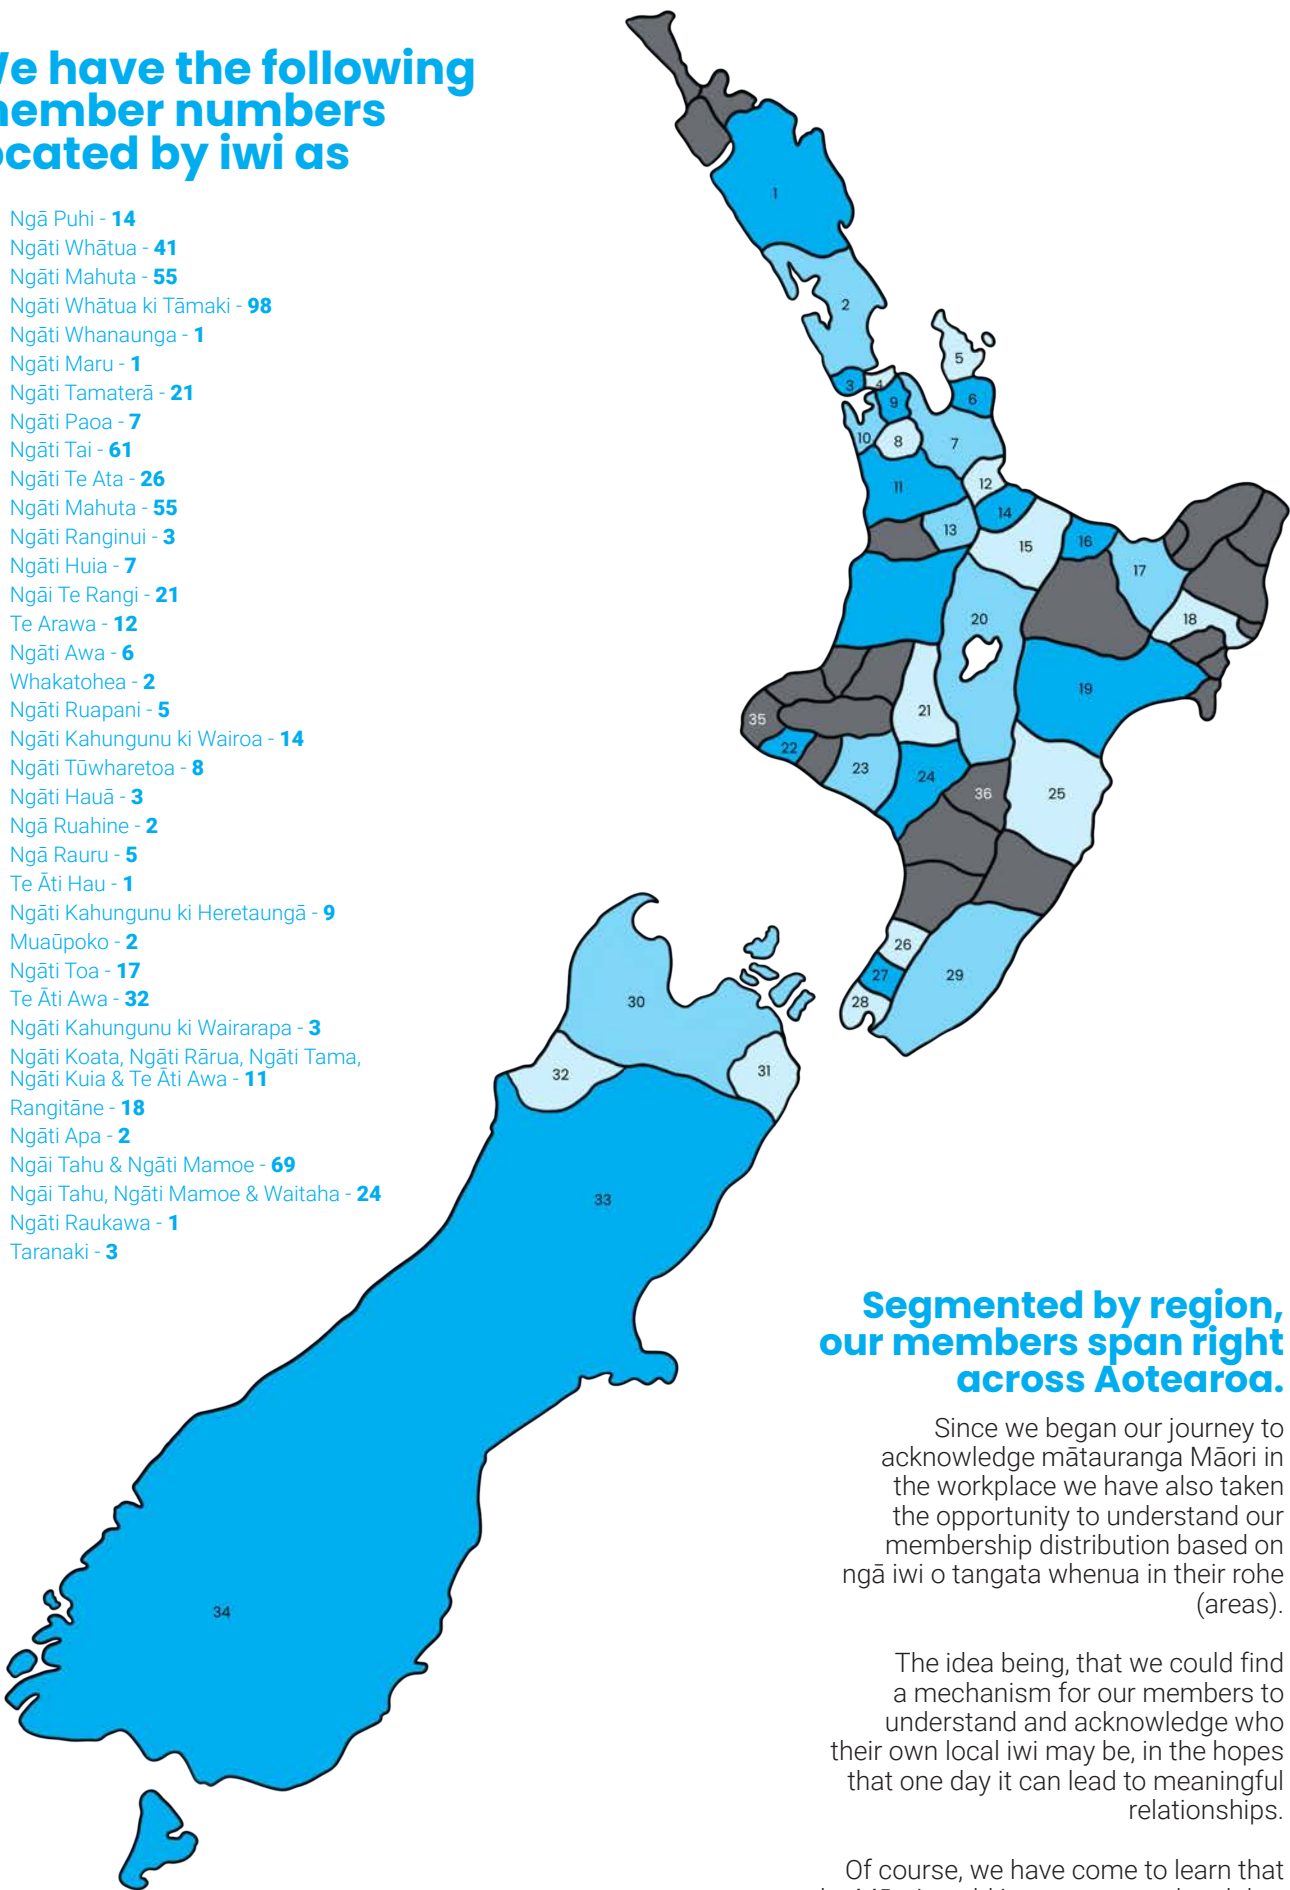 e have the following
ember numbers
cated by iwi as
Ngā Puhi - 14
Ngāti Whātua - 41
Ngāti Mahuta - 55
Ngāti Whātua ki Tāmaki - 98
Ngāti Whanaunga - 1
Ngāti Maru - 1
Ngāti Tamaterā - 21
Ngāti Paoa - 7
Ngāti Tai - 61
Ngāti Te Ata - 26
Ngāti Mahuta - 55
Ngāti Ranginui - 3
Ngāti Huia - 7
Ngāi Te Rangi - 21
Te Arawa - 12
Ngāti Awa - 6
Whakatohea - 2
Ngāti Ruapani - 5
Ngāti Kahungunu ki Wairoa - 14
Ngāti Tūwharetoa - 8
Ngāti Hauā - 3
Ngā Ruahine - 2
Ngā Rauru - 5
Te Āti Hau - 1
Ngāti Kahungunu ki Heretaungā - 9
Muaūpoko - 2
Ngāti Toa - 17
Te Āti Awa - 32
Ngāti Kahungunu ki Wairarapa - 3
Ngāti Koata, Ngāti Rārua, Ngāti Tama,
Ngāti Kuia & Te Āti Awa - 11
Rangitāne - 18
Ngāti Apa - 2
Ngāi Tahu & Ngāti Mamoe - 69
Ngāi Tahu, Ngāti Mamoe & Waitaha - 24
Ngāti Raukawa - 1
Taranaki - 3
1
2
3
4
5
6
7
8
9
10
11
12
13
14
15
16
17
18
19
20
21
22
23
24
25
26
27
28
29
30
31
32
33
34
35
36
Segmented by region,
our members span right
across Aotearoa.
Since we began our journey to
acknowledge mātauranga Māori in
the workplace we have also taken
the opportunity to understand our
membership distribution based on
ngā iwi o tangata whenua in their rohe
(areas).
The idea being, that we could find
a mechanism for our members to
understand and acknowledge who
their own local iwi may be, in the hopes
that one day it can lead to meaningful
relationships.
Of course, we have come to learn that